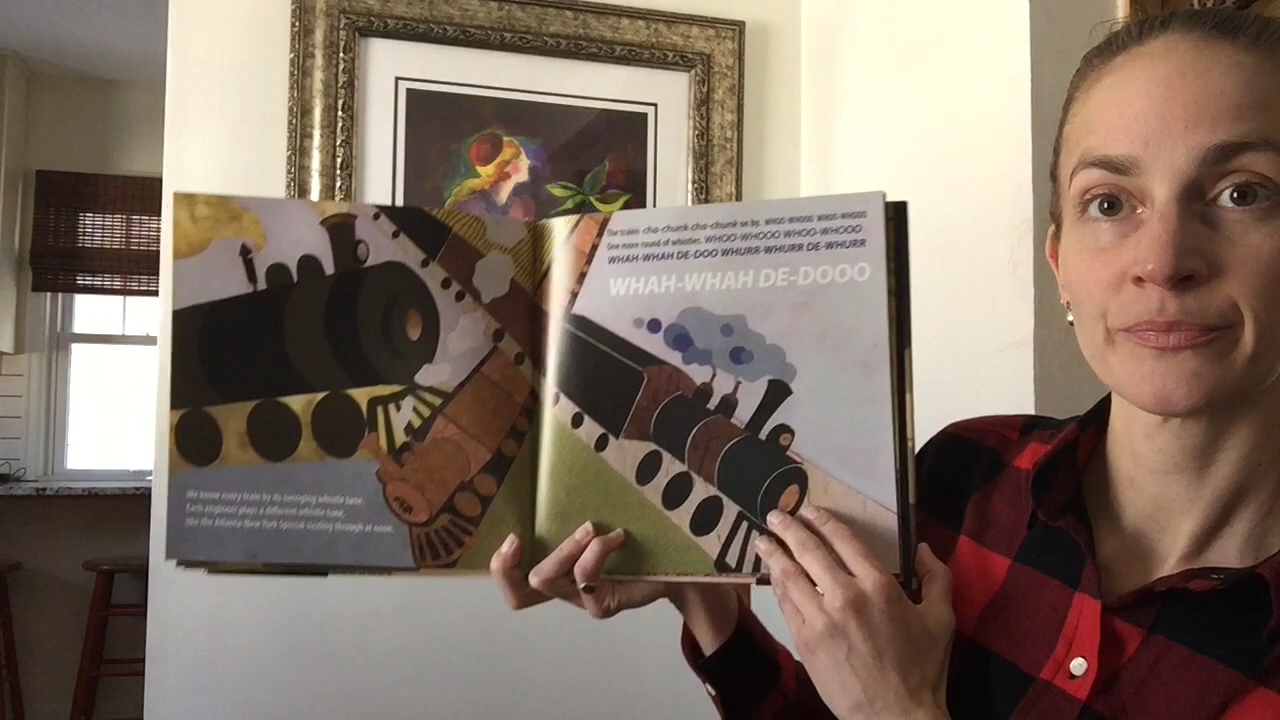 We know every train by its swinging whistle tune.
Each engineer plays a different whistle tune,
like the Atlanta-New York Special sizzling through at noon.
The trains cha-chunk cha-chunk on by. WHOO-WHOOO WHOO-WHOOO
One more round of whistles. WHOO-WHOOO WHOO-WHOOO
WHAH-WHAH DE-DOO WHURR-WHURR DE-WHURR
WHAH-WHAH DE-DOOO